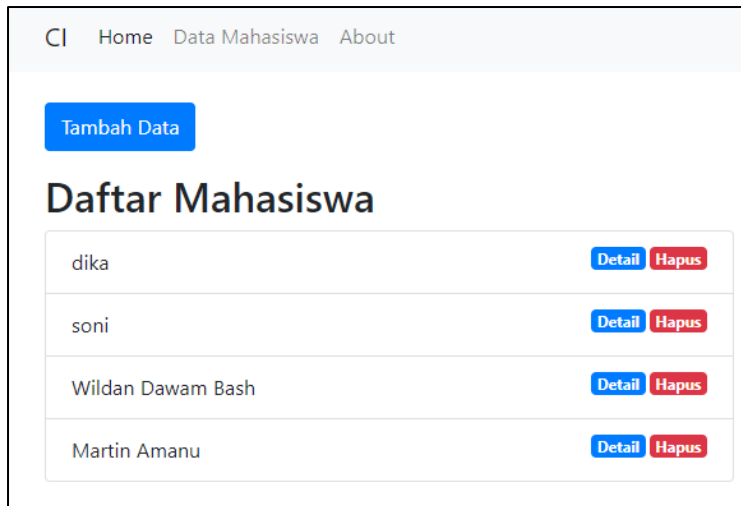 CI Home Data Mahasiswa About
Tambah Data
Daftar Mahasiswa
dika Detail Hapus
soni Detail Hapus
Wildan Dawam Bash Detail Hapus
Martin Amanu Detail Hapus